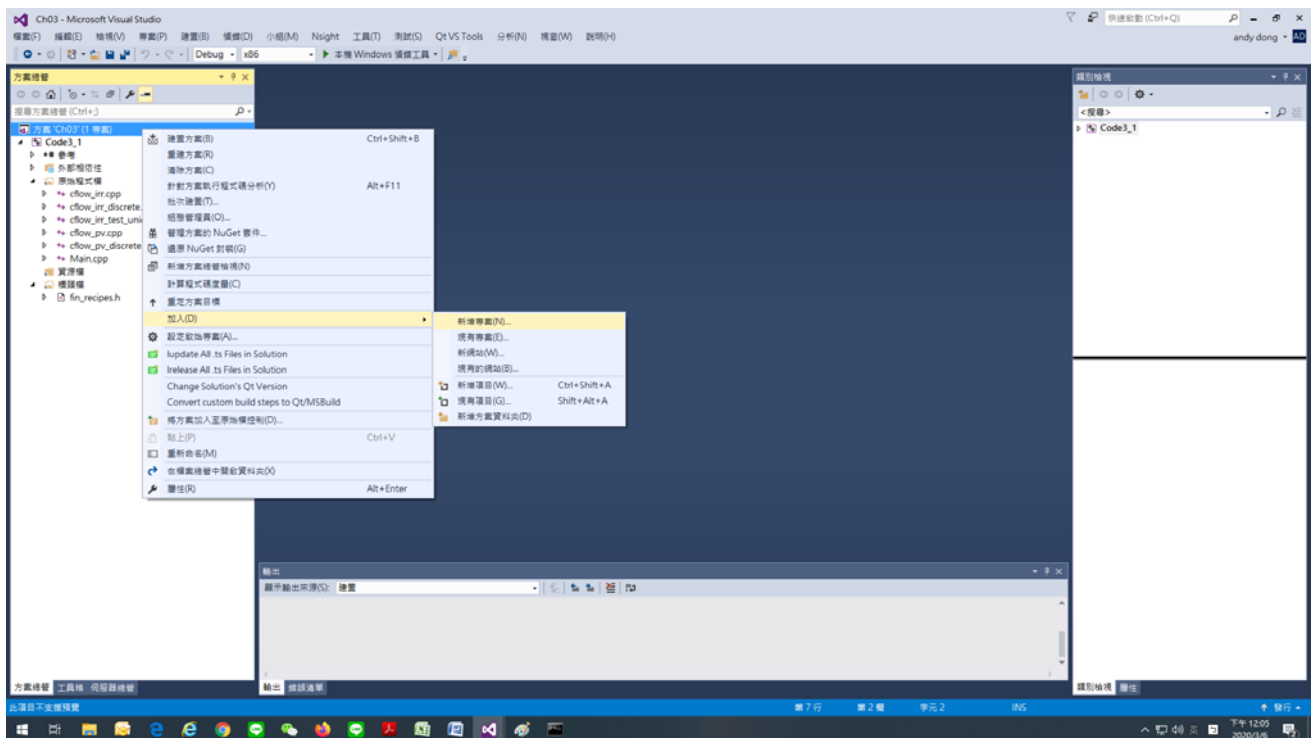 Ch03 - Microsoft Visual Studio
快速啟動 (Ctrl+Q)
檔案(F) 編輯(E) 檢視(V) 專案(P) 建置(B) 偵錯(D) 小組(M) Nsight 工具(T) 測試(S) Qt VS Tools 分析(N) 視窗(W) 說明(H)
andy dong AD
Debug x86 本機 Windows 偵錯工具
方案總管
搜尋方案總管 (Ctrl+;)
方案 'Ch03' (1 專案)
Code3_1
參考
外部相依性
原始程式檔
cflow_irr.cpp
cflow_irr_discrete.
cflow_irr_test_uni
cflow_pv.cpp
cflow_pv_discrete
Main.cpp
資源檔
標頭檔
fin_recipes.h
建置方案(B) Ctrl+Shift+B
重建方案(R)
清除方案(C)
針對方案執行程式碼分析(Y) Alt+F11
批次建置(T)...
組態管理員(O)...
管理方案的 NuGet 套件...
還原 NuGet 封裝(G)
新增方案總管檢視(N)
計算程式碼度量(C)
重定方案目標
加入(D)
設定啟始專案(A)...
lupdate All .ts Files in Solution
lrelease All .ts Files in Solution
Change Solution's Qt Version
Convert custom build steps to Qt/MSBuild
將方案加入至原始檔控制(D)...
貼上(P) Ctrl+V
重新命名(M)
在檔案總管中開啟資料夾(X)
屬性(R) Alt+Enter
新增專案(N)...
現有專案(E)...
新網站(W)...
現有的網站(B)...
新增項目(W)... Ctrl+Shift+A
現有項目(G)... Shift+Alt+A
新增方案資料夾(D)
類別檢視
<搜尋>
Code3_1
輸出
顯示輸出來源(S): 建置
方案總管 工具箱 伺服器總管
輸出 錯誤清單
類別檢視 屬性
此項目不支援預覽
第 7 行 第 2 欄 字元 2 INS
發行
英
下午 12:05
2020/3/6